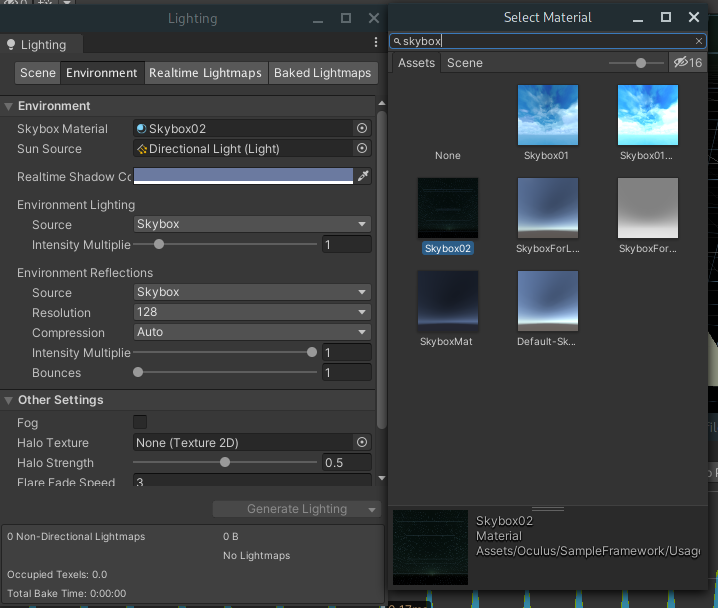 Lighting
Lighting
Scene Environment Realtime Lightmaps Baked Lightmaps
Environment
Skybox Material Skybox02
Sun Source Directional Light (Light)
Realtime Shadow Co
Environment Lighting
Source Skybox
Intensity Multiplie 1
Environment Reflections
Source Skybox
Resolution 128
Compression Auto
Intensity Multiplie 1
Bounces 1
Other Settings
Fog
Halo Texture None (Texture 2D)
Halo Strength 0.5
Flare Fade Speed 3
Generate Lighting
0 Non-Directional Lightmaps 0 B
No Lightmaps
Occupied Texels: 0.0
Total Bake Time: 0:00:00
Select Material
skybox
Assets Scene 16
None Skybox01 Skybox01...
Skybox02 SkyboxForL... SkyboxFor...
SkyboxMat Default-Sk...
Skybox02
Material
Assets/Oculus/SampleFramework/Usag